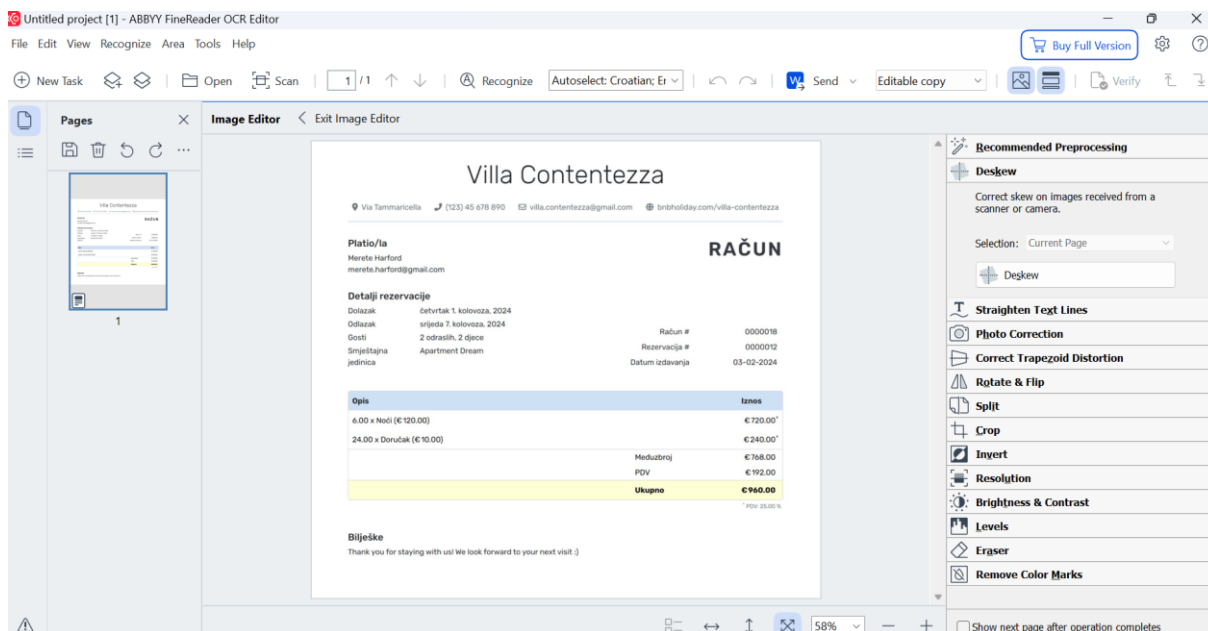 Untitled project [1] - ABBYY FineReader OCR Editor
File Edit View Recognize Area Tools Help
Buy Full Version
New Task Open Scan 1 / 1 Recognize Autoselect: Croatian; Er Send Editable copy Verify
Pages
Image Editor Exit Image Editor
1
Villa Contentezza
Via Tammaricella (123) 45 678 890 villa.contentezza@gmail.com bnbholiday.com/villa-contentezza
Platio/la
Merete Harford
merete.harford@gmail.com
RAČUN
Detalji rezervacije
Dolazak četvrtak 1. kolovoza, 2024
Odlazak srijeda 7. kolovoza, 2024
Gosti 2 odraslih, 2 djece
Smještajna Apartment Dream
jedinica
Račun # 0000018
Rezervacija # 0000012
Datum izdavanja 03-02-2024
Opis Iznos
6.00 x Noći (€120.00) €720.00*
24.00 x Doručak (€10.00) €240.00*
Meduzbroj €768.00
PDV €192.00
Ukupno €960.00
* PDV: 25.00 %
Bilješke
Thank you for staying with us! We look forward to your next visit :)
Recommended Preprocessing
Deskew
Correct skew on images received from a
scanner or camera.
Selection: Current Page
Deskew
Straighten Text Lines
Photo Correction
Correct Trapezoid Distortion
Rotate & Flip
Split
Crop
Invert
Resolution
Brightness & Contrast
Levels
Eraser
Remove Color Marks
58%
Show next page after operation completes